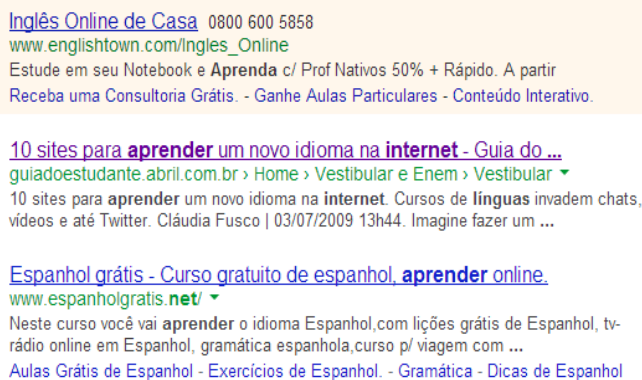 Inglês Online de Casa 0800 600 5858
www.englishtown.com/Ingles_Online
Estude em seu Notebook e Aprenda c/ Prof Nativos 50% + Rápido. A partir
Receba uma Consultoria Grátis. - Ganhe Aulas Particulares - Conteúdo Interativo.
10 sites para aprender um novo idioma na internet - Guia do ...
guiadoestudante.abril.com.br › Home › Vestibular e Enem › Vestibular
10 sites para aprender um novo idioma na internet. Cursos de línguas invadem chats,
vídeos e até Twitter. Cláudia Fusco | 03/07/2009 13h44. Imagine fazer um ...
Espanhol grátis - Curso gratuito de espanhol, aprender online.
www.espanholgratis.net/
Neste curso você vai aprender o idioma Espanhol,com lições grátis de Espanhol, tv-
rádio online em Espanhol, gramática espanhola,curso p/ viagem com ...
Aulas Grátis de Espanhol - Exercícios de Espanhol. - Gramática - Dicas de Espanhol